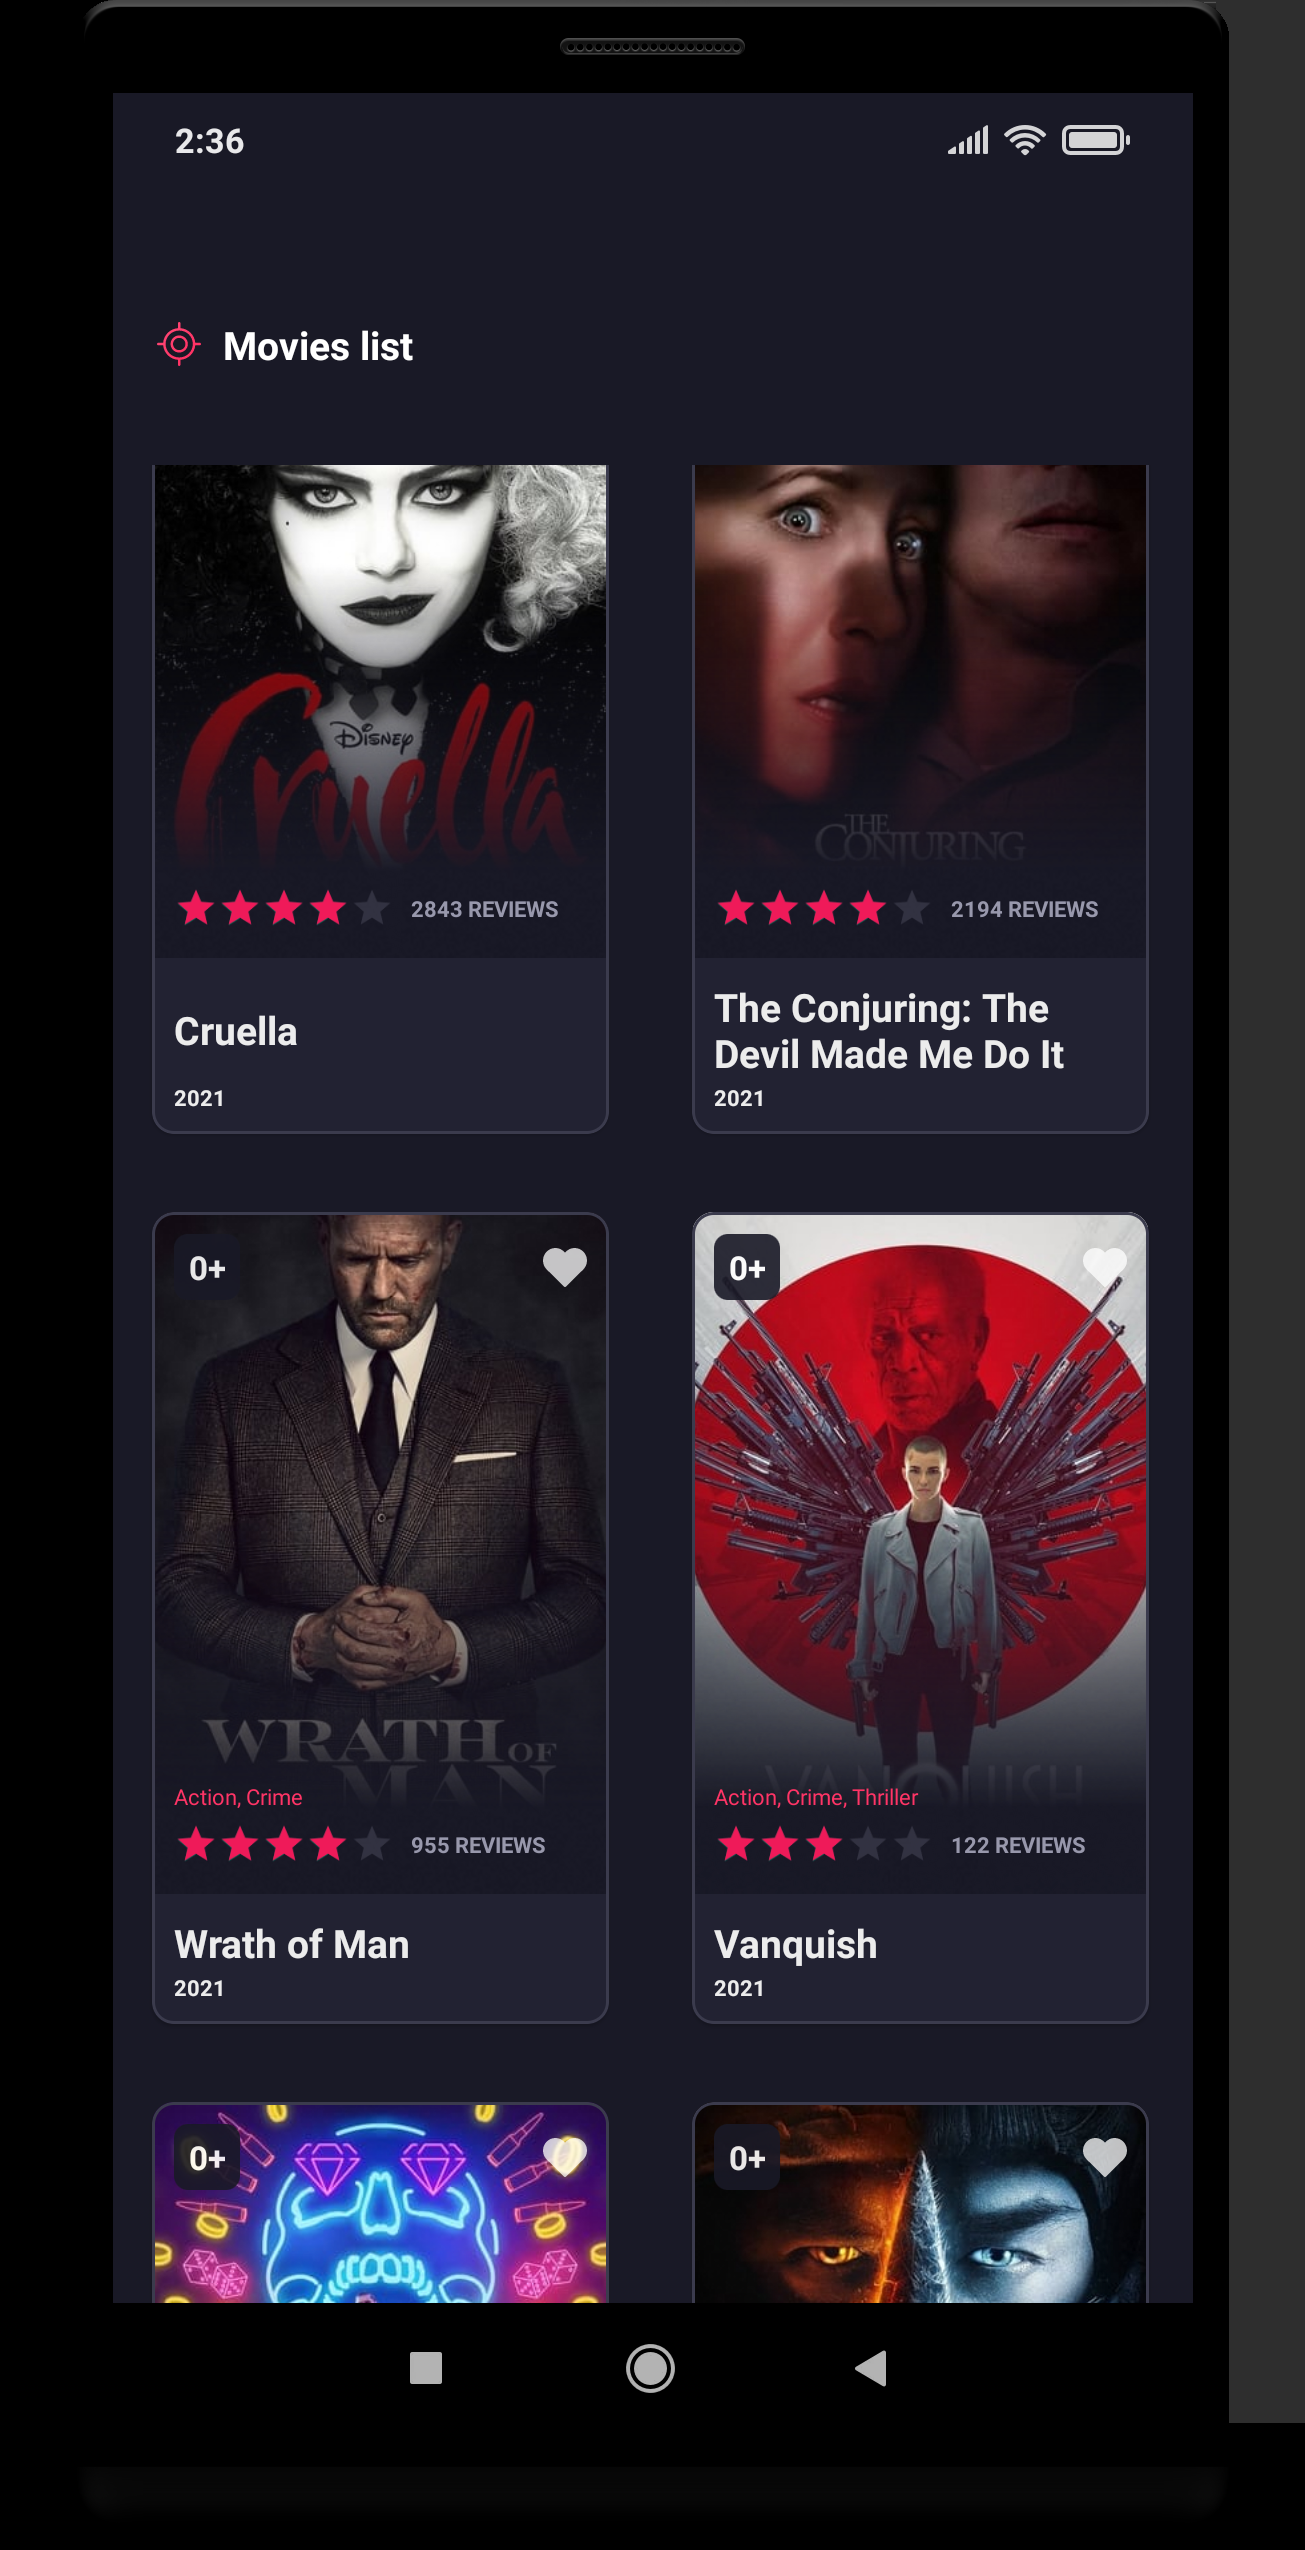 2:36
Movies list
Disney
Cruella
THE
CONJURING
2843 REVIEWS
2194 REVIEWS
Cruella
2021
The Conjuring: The
Devil Made Me Do It
2021
0+
0+
WRATH OF
MAN
VANQUISH
Action, Crime
Action, Crime, Thriller
955 REVIEWS
122 REVIEWS
Wrath of Man
2021
Vanquish
2021
0+
0+